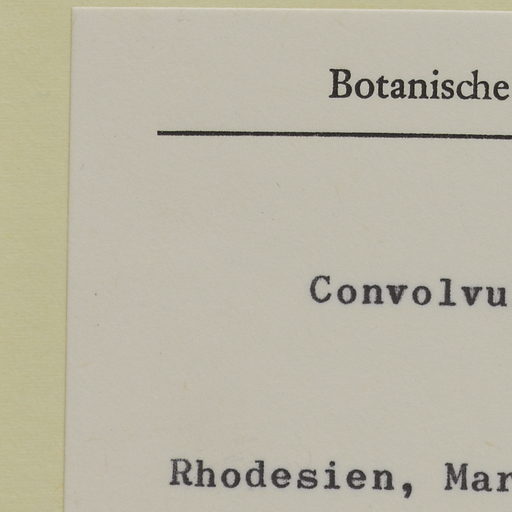 Botanische
Convolvu
Rhodesien, Mar